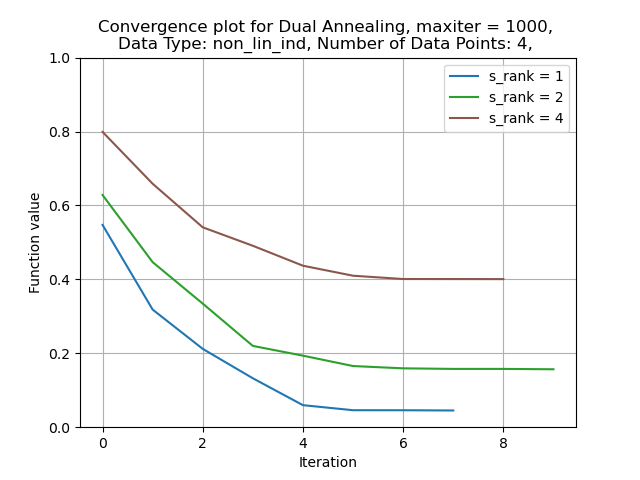 Convergence plot for Dual Annealing, maxiter = 1000,
Data Type: non_lin_ind, Number of Data Points: 4,
s_rank = 1
s_rank = 2
s_rank = 4
Function value
1.0
0.8
0.6
0.4
0.2
0.0
0 2 4 6 8
Iteration